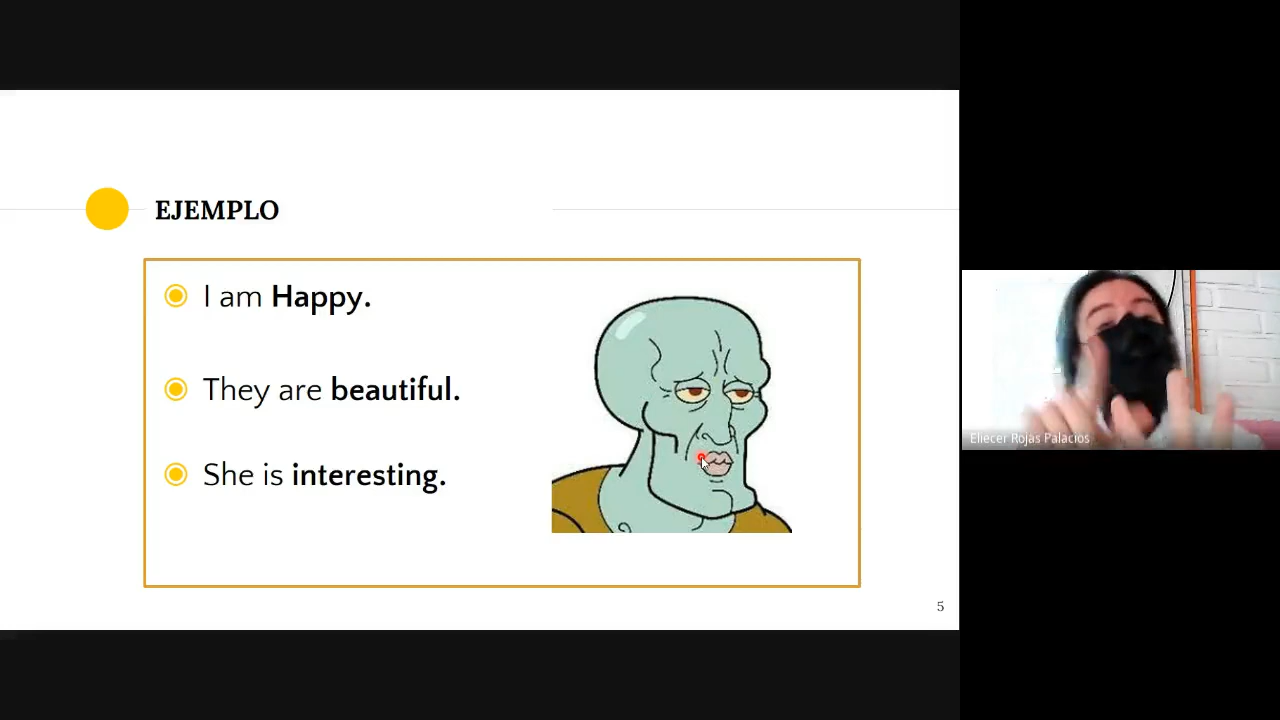 EJEMPLO
I am Happy.
They are beautiful.
She is interesting.
5
Eliecer Rojas Palacios